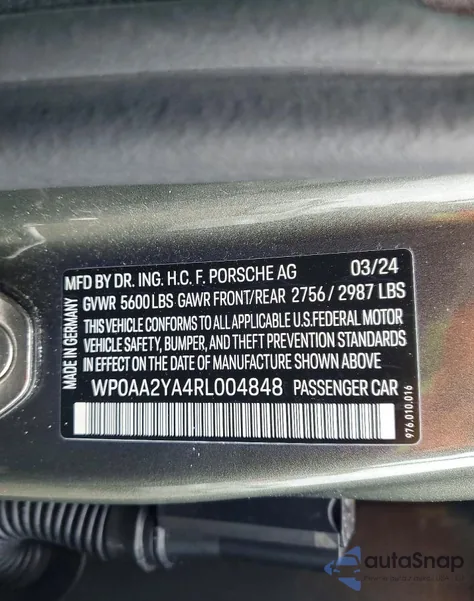 MADE IN GERMANY
MFD BY DR. ING. H.C. F. PORSCHE AG 03/24
GVWR 5600 LBS GAWR FRONT/REAR 2756 / 2987 LBS
THIS VEHICLE CONFORMS TO ALL APPLICABLE U.S.FEDERAL MOTOR
VEHICLE SAFETY, BUMPER, AND THEFT PREVENTION STANDARDS
IN EFFECT ON THE DATE OF MANUFACTURE SHOWN ABOVE.
WP0AA2YA4RL004848 PASSENGER CAR
976.010.016
autoSnap